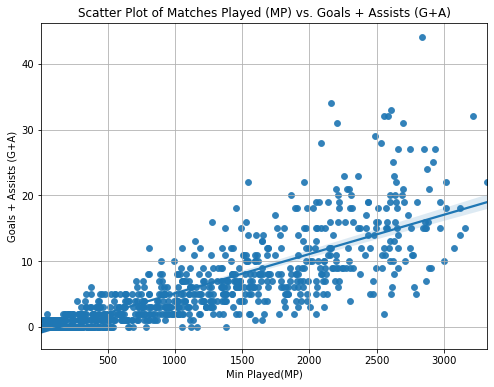 Scatter Plot of Matches Played (MP) vs. Goals + Assists (G+A)
40
30
20
10
0
Goals + Assists (G+A)
500 1000 1500 2000 2500 3000
Min Played(MP)